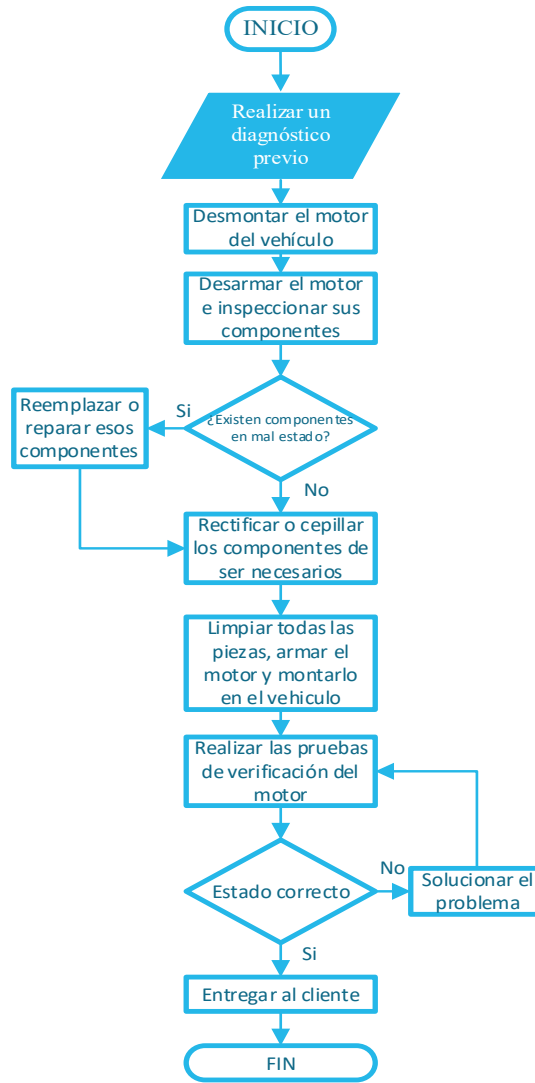 INICIO
Realizar un
diagnóstico
previo
Desmontar el motor
del vehículo
Desarmar el motor
e inspeccionar sus
componentes
¿Existen componentes
en mal estado?
Si
Reemplazar o
reparar esos
componentes
No
Rectificar o cepillar
los componentes de
ser necesarios
Limpiar todas las
piezas, armar el
motor y montarlo
en el vehiculo
Realizar las pruebas
de verificación del
motor
Estado correcto
No
Solucionar el
problema
Si
Entregar al cliente
FIN